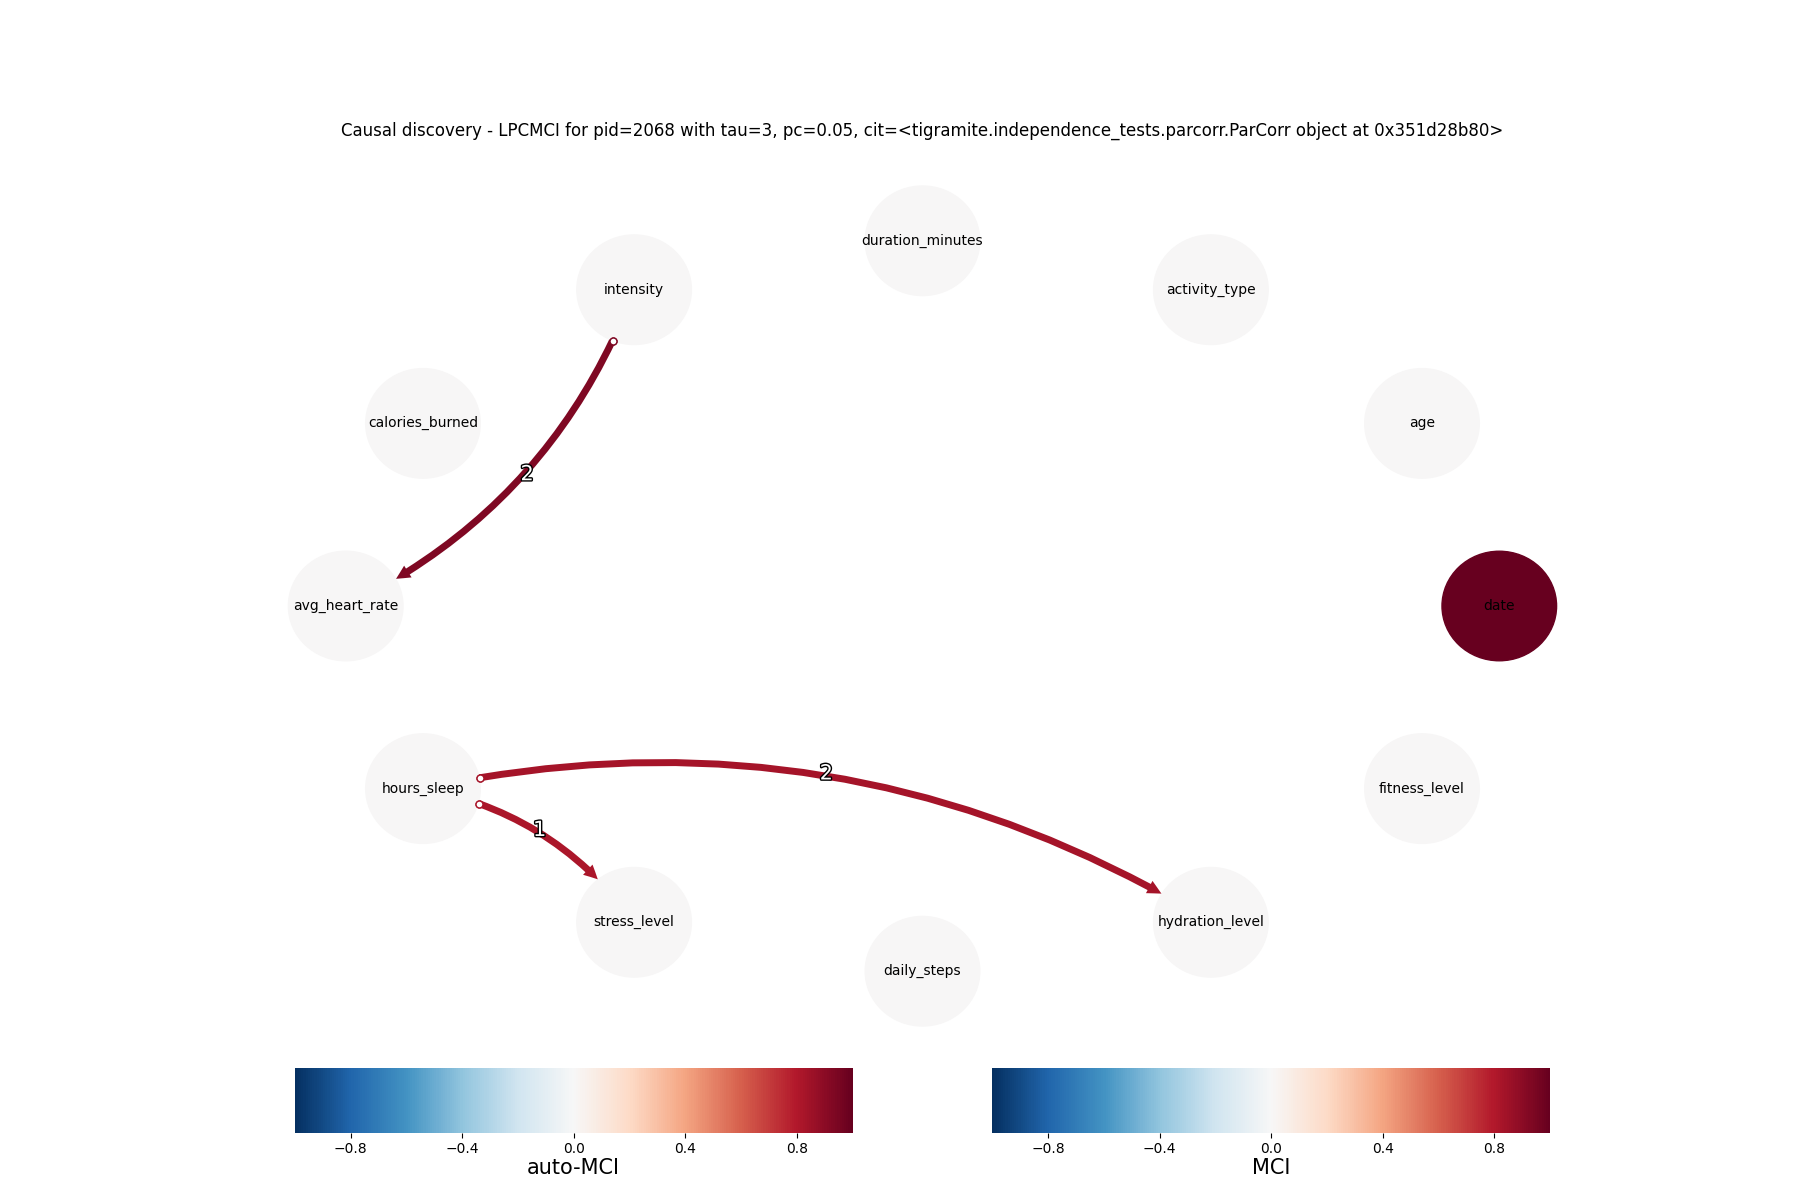 Causal discovery - LPCMCI for pid=2068 with tau=3, pc=0.05, cit=<tigramite.independence_tests.parcorr.ParCorr object at 0x351d28b80>
duration_minutes
intensity
activity_type
calories_burned
age
2
avg_heart_rate
date
2
hours_sleep
fitness_level
1
stress_level
hydration_level
daily_steps
−0.8 −0.4 0.0 0.4 0.8
auto-MCI
−0.8 −0.4 0.0 0.4 0.8
MCI